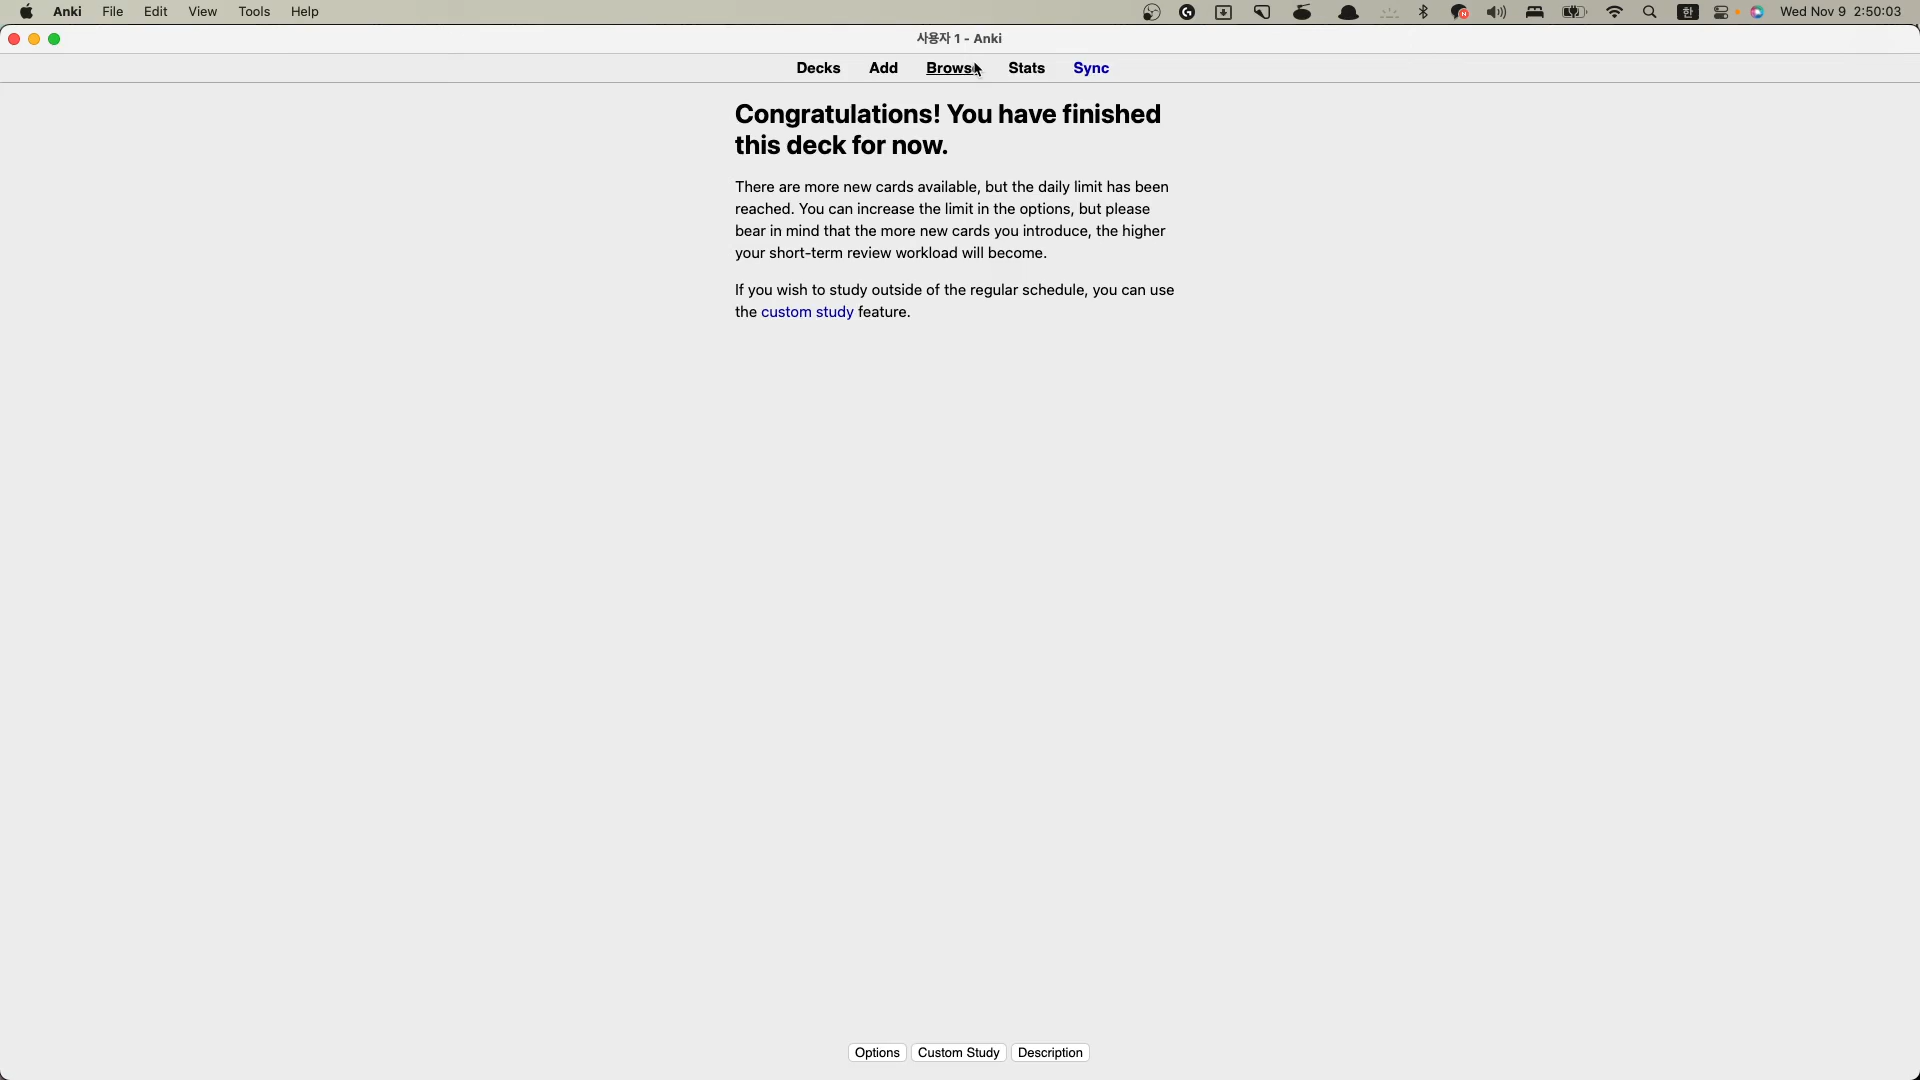 Anki File Edit View Tools Help 한 Wed Nov 9 2:50:03
사용자 1 - Anki
Decks Add Brows Stats Sync
Congratulations! You have finished
this deck for now.
There are more new cards available, but the daily limit has been
reached. You can increase the limit in the options, but please
bear in mind that the more new cards you introduce, the higher
your short-term review workload will become.
If you wish to study outside of the regular schedule, you can use
the custom study feature.
Options Custom Study Description